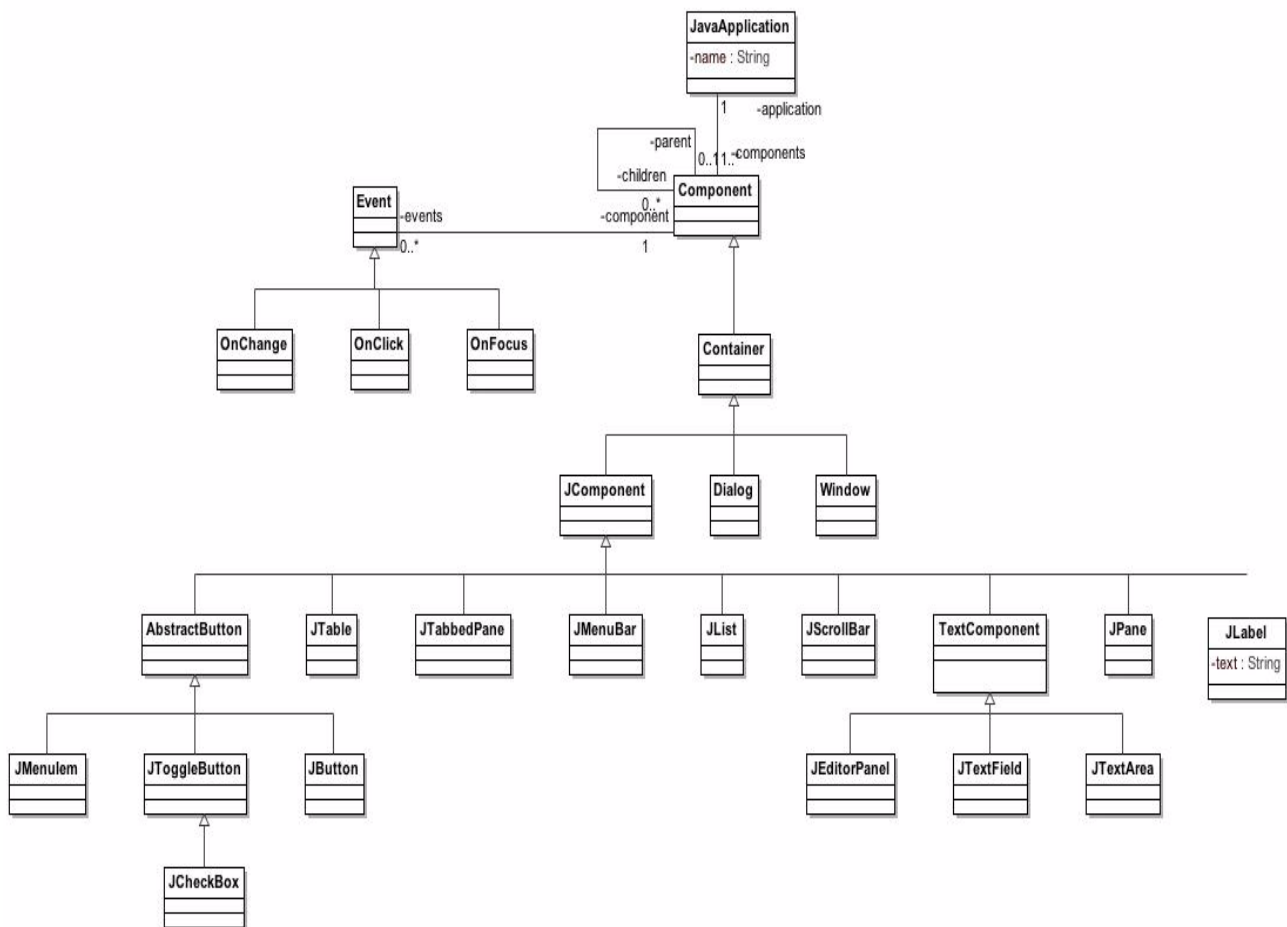 JavaApplication
-name : String
1
-application
-parent
0..1
1..*
-components
-children
0..*
Component
Event
-events
-component
0..*
1
OnChange
OnClick
OnFocus
Container
JComponent
Dialog
Window
AbstractButton
JTable
JTabbedPane
JMenuBar
JList
JScrollBar
TextComponent
JPane
JLabel
-text : String
JMenuIem
JToggleButton
JButton
JEditorPanel
JTextField
JTextArea
JCheckBox